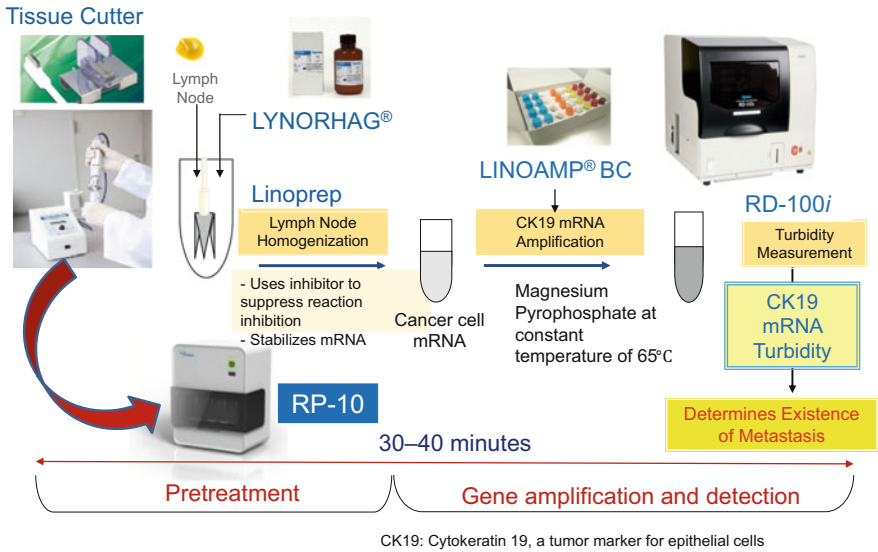 Tissue Cutter
Lymph
Node
LYNORHAG®
Linoprep
Lymph Node
Homogenization
- Uses inhibitor to
suppress reaction
inhibition
- Stabilizes mRNA
Cancer cell
mRNA
LINOAMP® BC
CK19 mRNA
Amplification
Magnesium
Pyrophosphate at
constant
temperature of 65℃
RD-100i
RD-100i
Turbidity
Measurement
CK19
mRNA
Turbidity
Determines Existence
of Metastasis
RP-10
30–40 minutes
Pretreatment
Gene amplification and detection
CK19: Cytokeratin 19, a tumor marker for epithelial cells